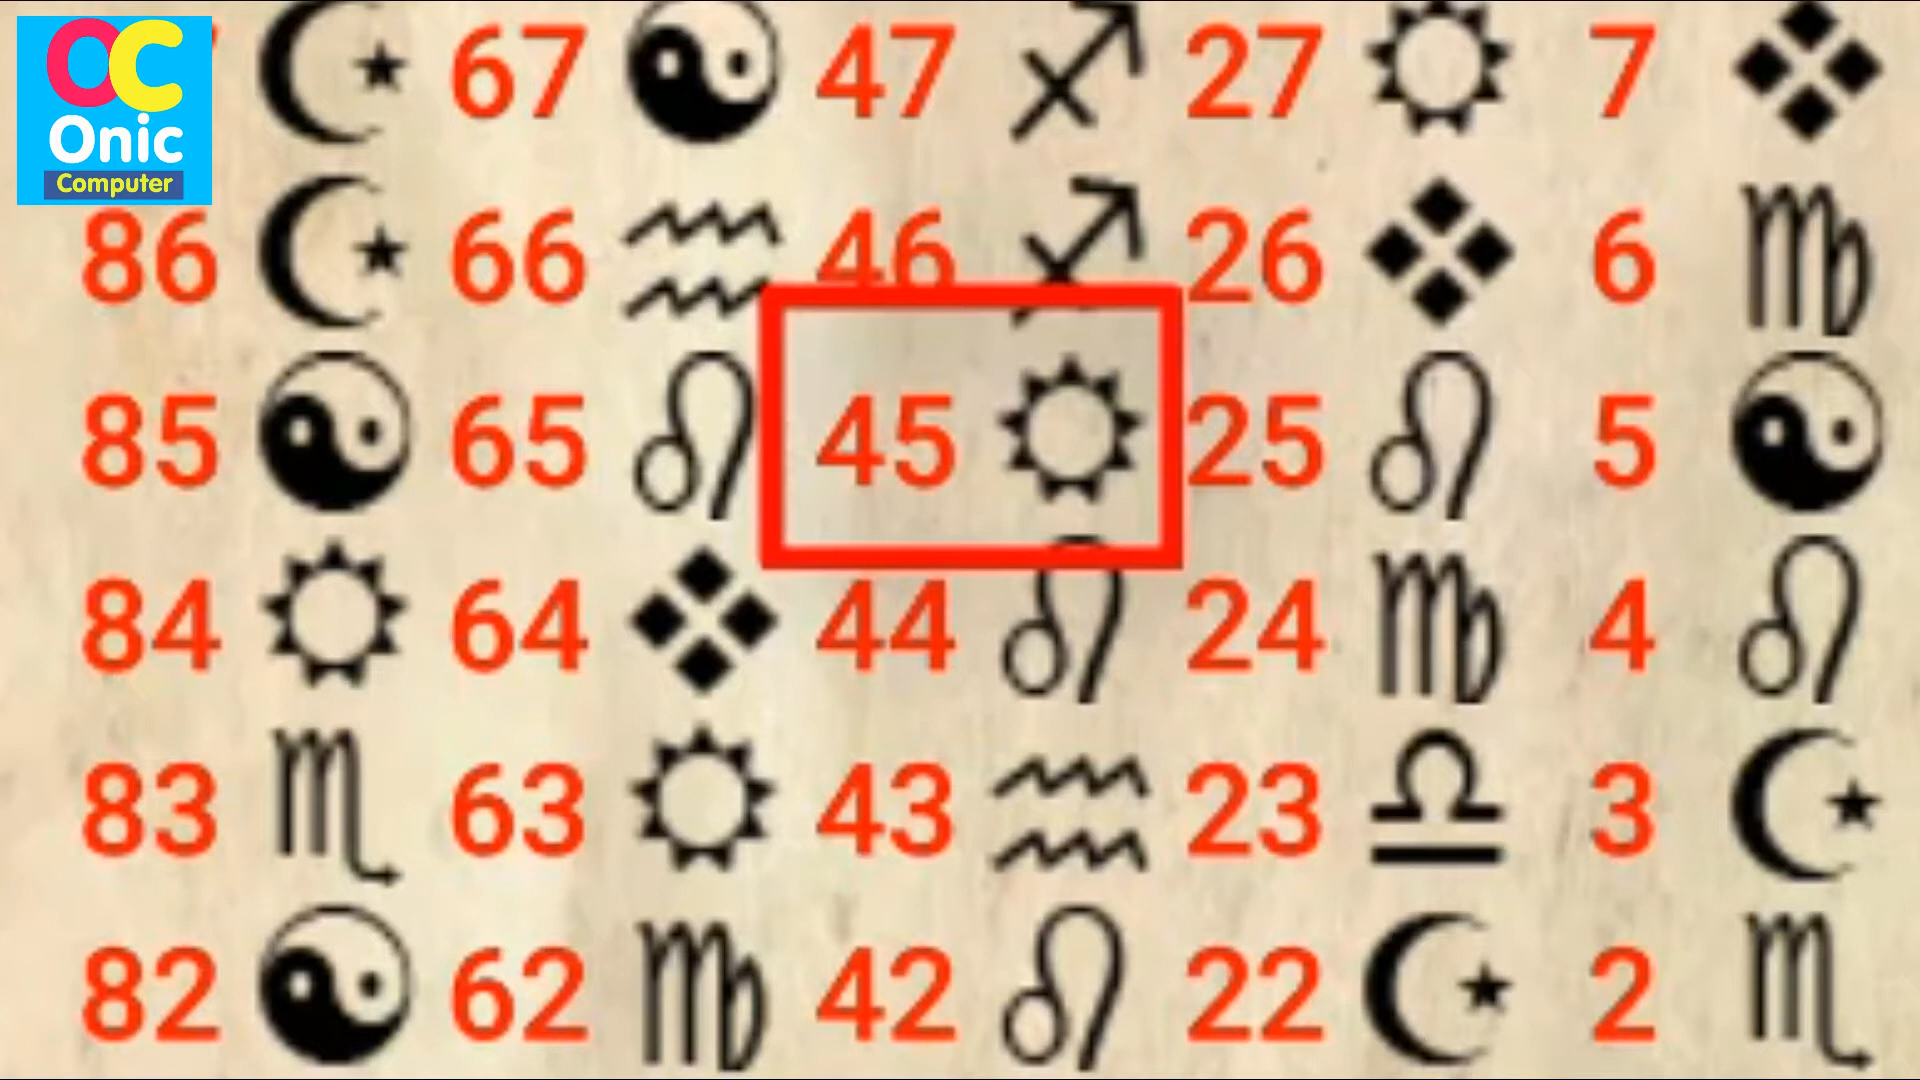 OC
Onic
Computer
☪ 67 ☯ 47 ♐ 27 ☼ 7 ❖
86 ☪ 66 ♒ 46 ♐ 26 ❖ 6 ♍
85 ☯ 65 ♌ 45 ☼ 25 ♌ 5 ☯
84 ☼ 64 ❖ 44 ♌ 24 ♍ 4 ♌
83 ♏ 63 ☼ 43 ♒ 23 ♎ 3 ☪
82 ☯ 62 ♍ 42 ♌ 22 ☪ 2 ♏